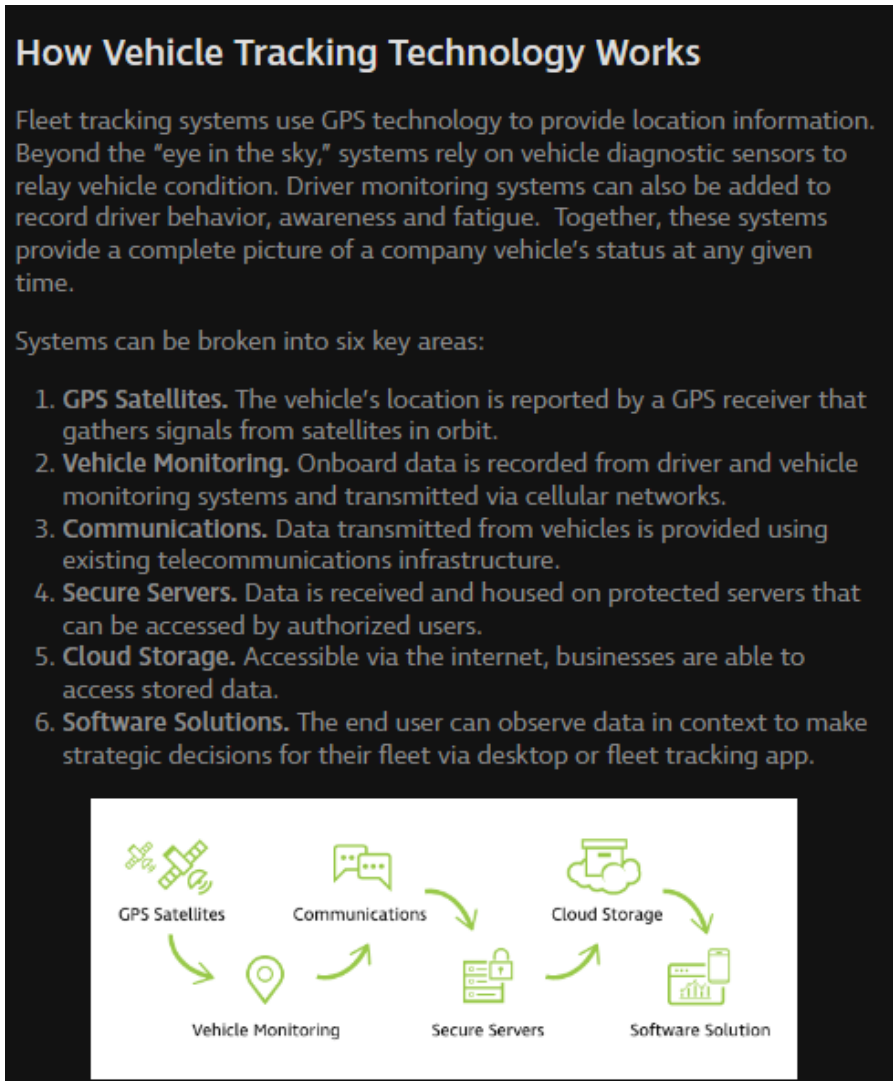 How Vehicle Tracking Technology Works
Fleet tracking systems use GPS technology to provide location information.
Beyond the “eye in the sky,” systems rely on vehicle diagnostic sensors to
relay vehicle condition. Driver monitoring systems can also be added to
record driver behavior, awareness and fatigue.  Together, these systems
provide a complete picture of a company vehicle’s status at any given
time.
Systems can be broken into six key areas:
1. GPS Satellites. The vehicle’s location is reported by a GPS receiver that
gathers signals from satellites in orbit.
2. Vehicle Monitoring. Onboard data is recorded from driver and vehicle
monitoring systems and transmitted via cellular networks.
3. Communications. Data transmitted from vehicles is provided using
existing telecommunications infrastructure.
4. Secure Servers. Data is received and housed on protected servers that
can be accessed by authorized users.
5. Cloud Storage. Accessible via the internet, businesses are able to
access stored data.
6. Software Solutions. The end user can observe data in context to make
strategic decisions for their fleet via desktop or fleet tracking app.
GPS Satellites
Communications
Cloud Storage
Vehicle Monitoring
Secure Servers
Software Solution